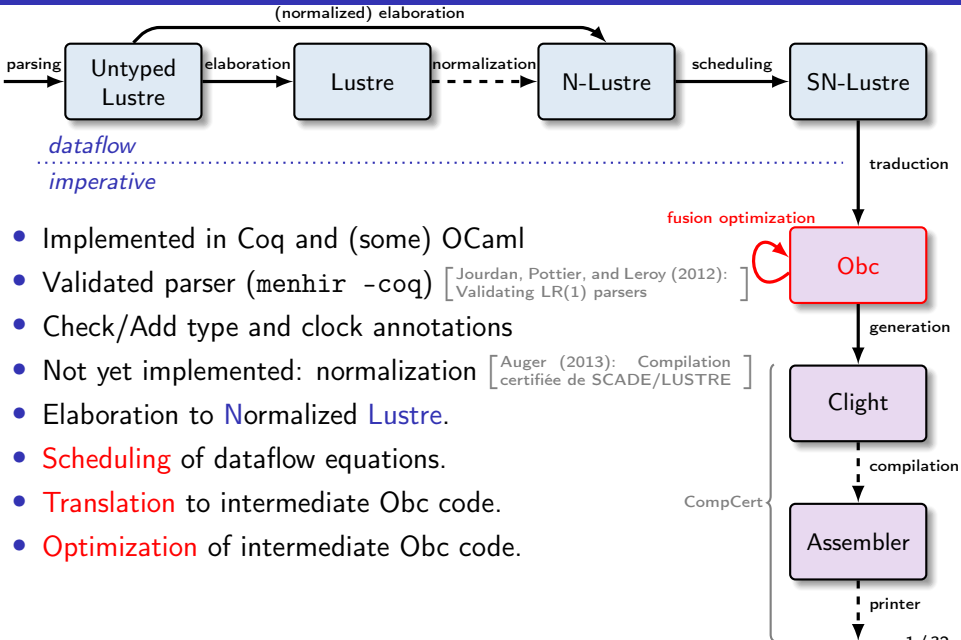 (normalized) elaboration
parsing
Untyped
Lustre
elaboration
Lustre
normalization
N-Lustre
scheduling
SN-Lustre
dataflow
imperative
traduction
fusion optimization
Obc
• Implemented in Coq and (some) OCaml
• Validated parser (menhir -coq) [Jourdan, Pottier, and Leroy (2012):
Validating LR(1) parsers]
• Check/Add type and clock annotations
• Not yet implemented: normalization [Auger (2013): Compilation
certifiée de SCADE/LUSTRE]
• Elaboration to Normalized Lustre.
• Scheduling of dataflow equations.
• Translation to intermediate Obc code.
• Optimization of intermediate Obc code.
generation
Clight
compilation
CompCert
Assembler
printer